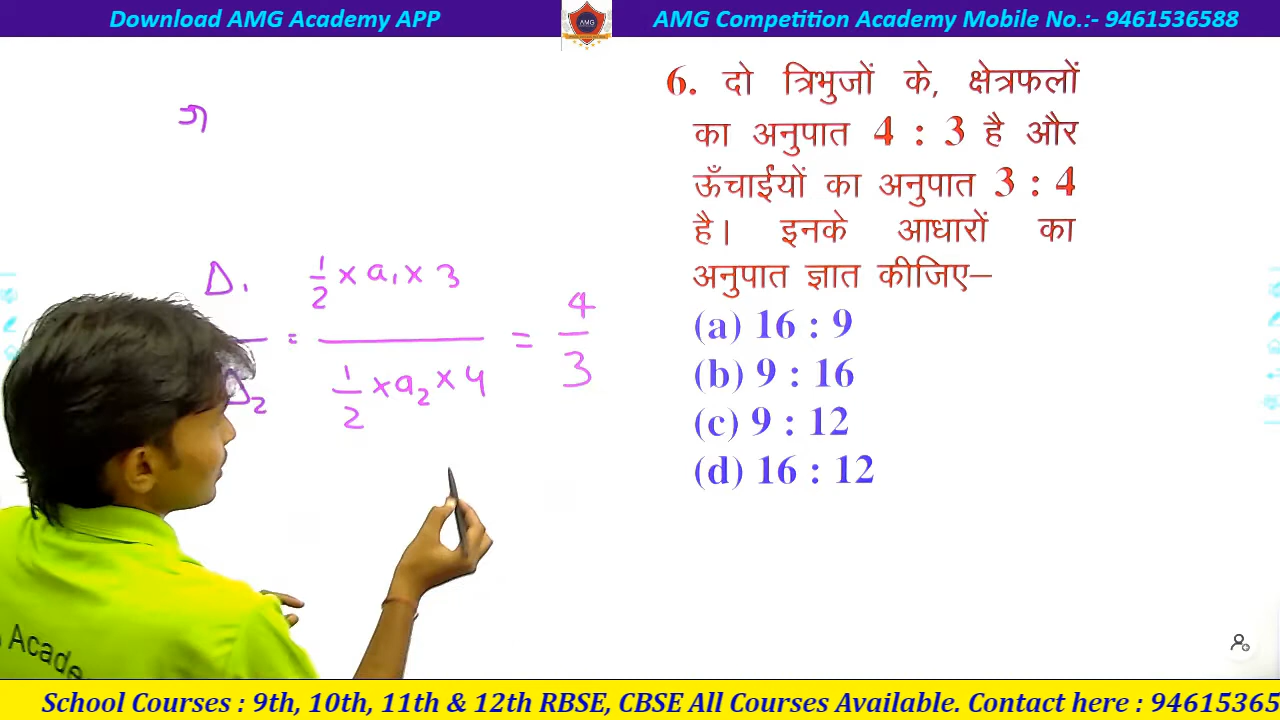 Download AMG Academy APP
AMG
AMG Competition Academy Mobile No.:- 9461536588
6. दो त्रिभुजों के, क्षेत्रफलों
का अनुपात 4 : 3 है और
ऊँचाईयों का अनुपात 3 : 4
है। इनके आधारों का
अनुपात ज्ञात कीजिए–
(a) 16 : 9
(b) 9 : 16
(c) 9 : 12
(d) 16 : 12
Δ1 / Δ2 = 1/2 × a1 × 3 / 1/2 × a2 × 4 = 4/3
Acade
School Courses : 9th, 10th, 11th & 12th RBSE, CBSE All Courses Available. Contact here : 94615365